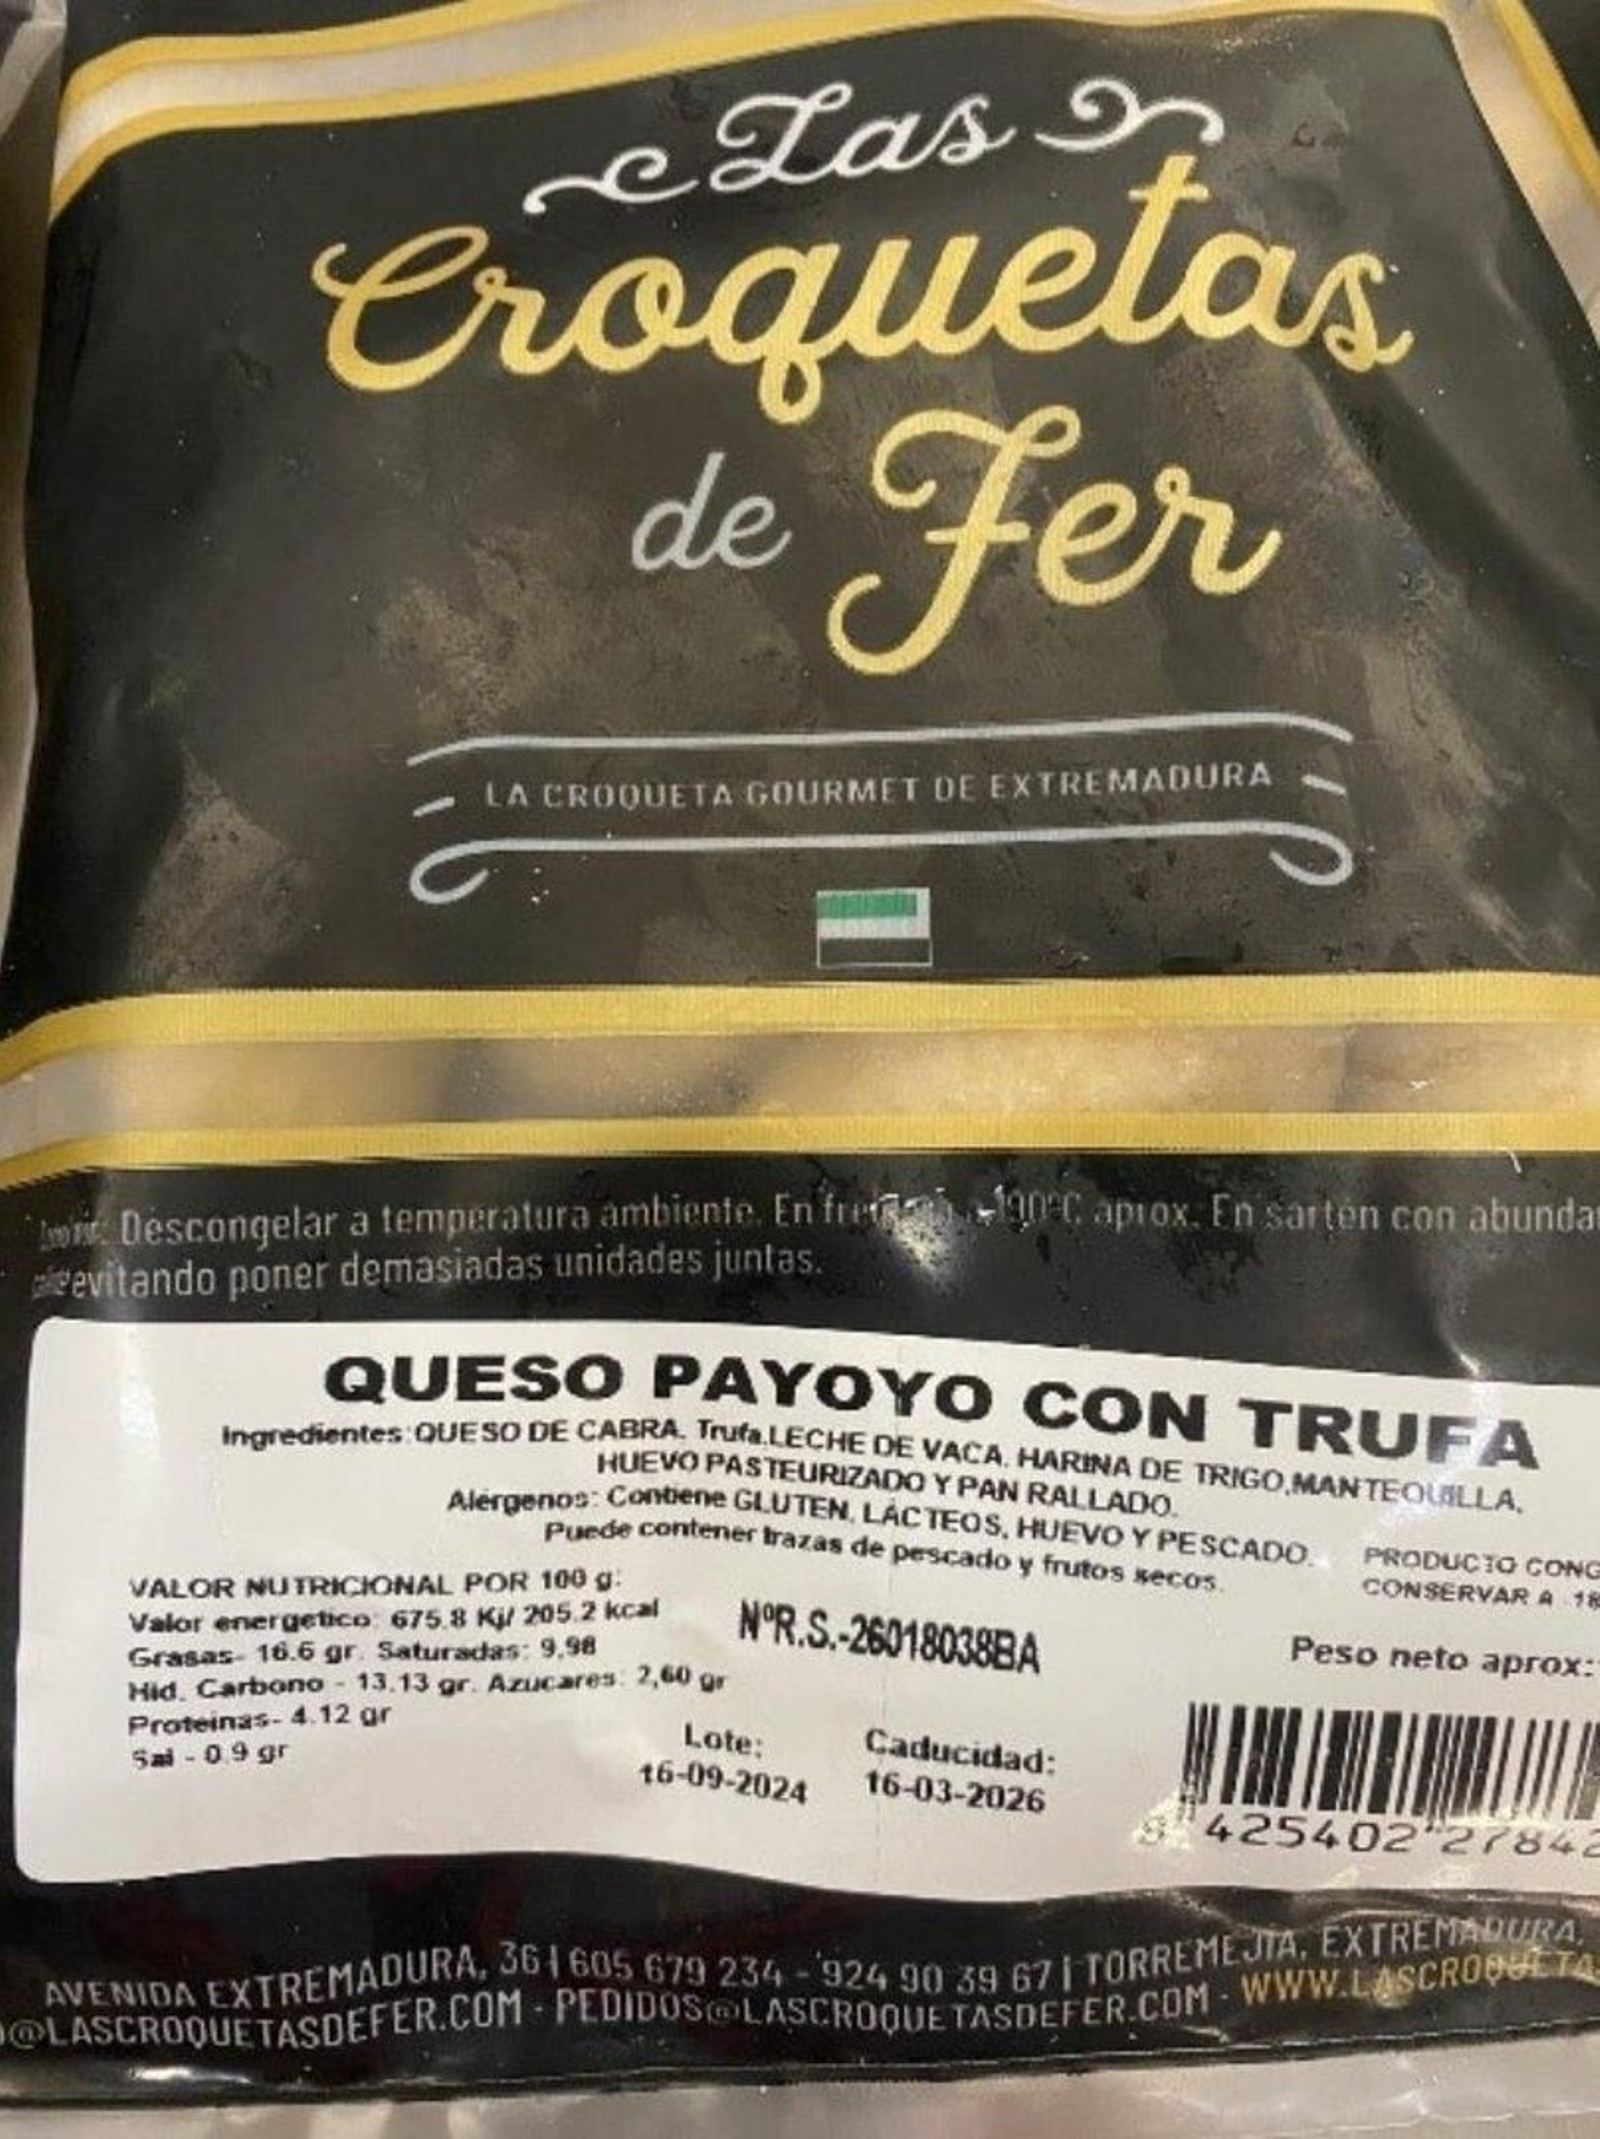 Las
Croquetas
de Fer
LA CROQUETA GOURMET DE EXTREMADURA
Descongelar a temperatura ambiente. En aprox. En sartén con
evitando poner demasiadas unidades juntas.
QUESO PAYOYO CON TRUFA
Ingredientes:QUESO DE CABRA. Trufa.LECHE DE VACA. HARINA DE TRIGO,MANTEQUILLA.
HUEVO PASTEURIZADO Y PAN RALLADO.
Alérgenos: Contiene GLUTEN, LÁCTEOS, HUEVO Y PESCADO.
Puede contener trazas de pescado y frutos secos.
PRODUCTO CONG
CONSERVAR A -18
VALOR NUTRICIONAL POR 100 g:
Valor energetico: 675.8 Kj/ 205.2 kcal
Grasas- 16.6 gr. Saturadas: 9,98
Hid. Carbono - 13.13 gr. Azucares: 2,60 gr
Proteinas- 4.12 gr
Sal - 0.9 gr
NºR.S.-26018038BA
Peso neto aprox:
Lote:
16-09-2024
Caducidad:
16-03-2026
8 425402 27842
AVENIDA EXTREMADURA, 36 | 605 679 234 - 924 90 39 67 | TORREMEJÍA. EXTREMADURA.
@LASCROQUETASDEFER.COM - PEDIDOS@LASCROQUETASDEFER.COM - WWW.LASCROQUETA